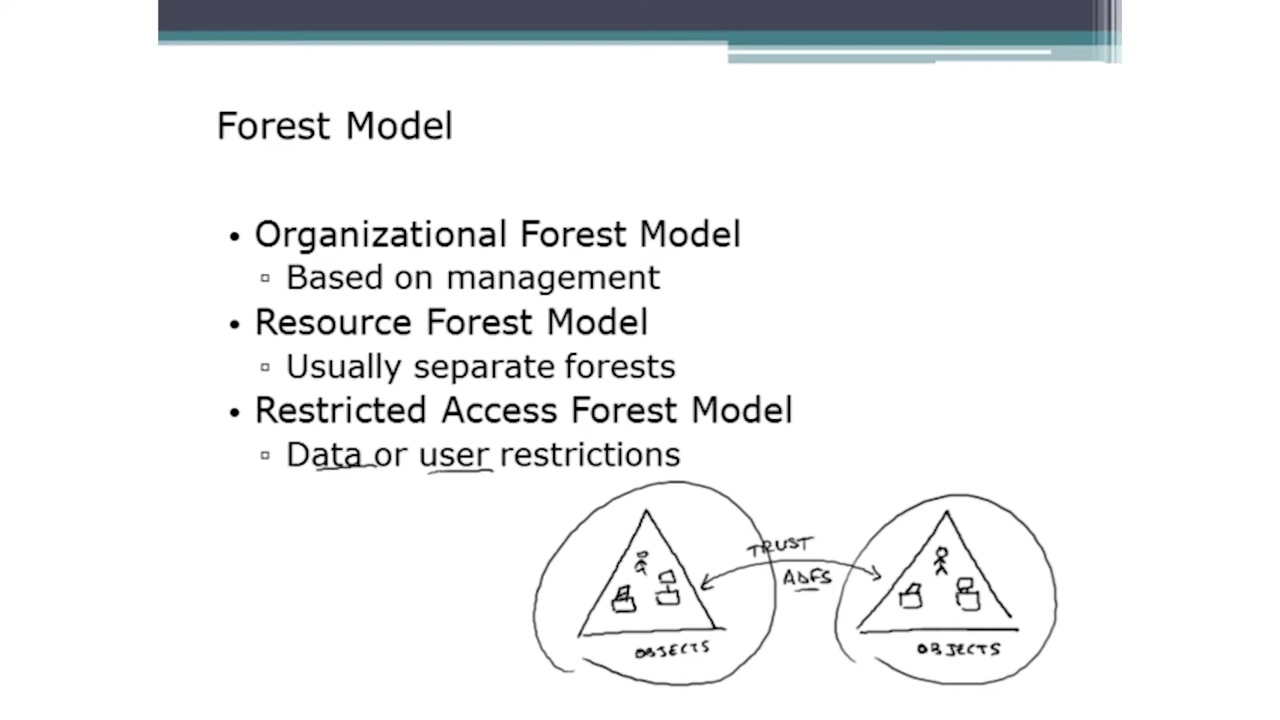 Forest Model
• Organizational Forest Model
▫ Based on management
• Resource Forest Model
▫ Usually separate forests
• Restricted Access Forest Model
▫ Data or user restrictions
TRUST
ADFS
OBJECTS
OBJECTS